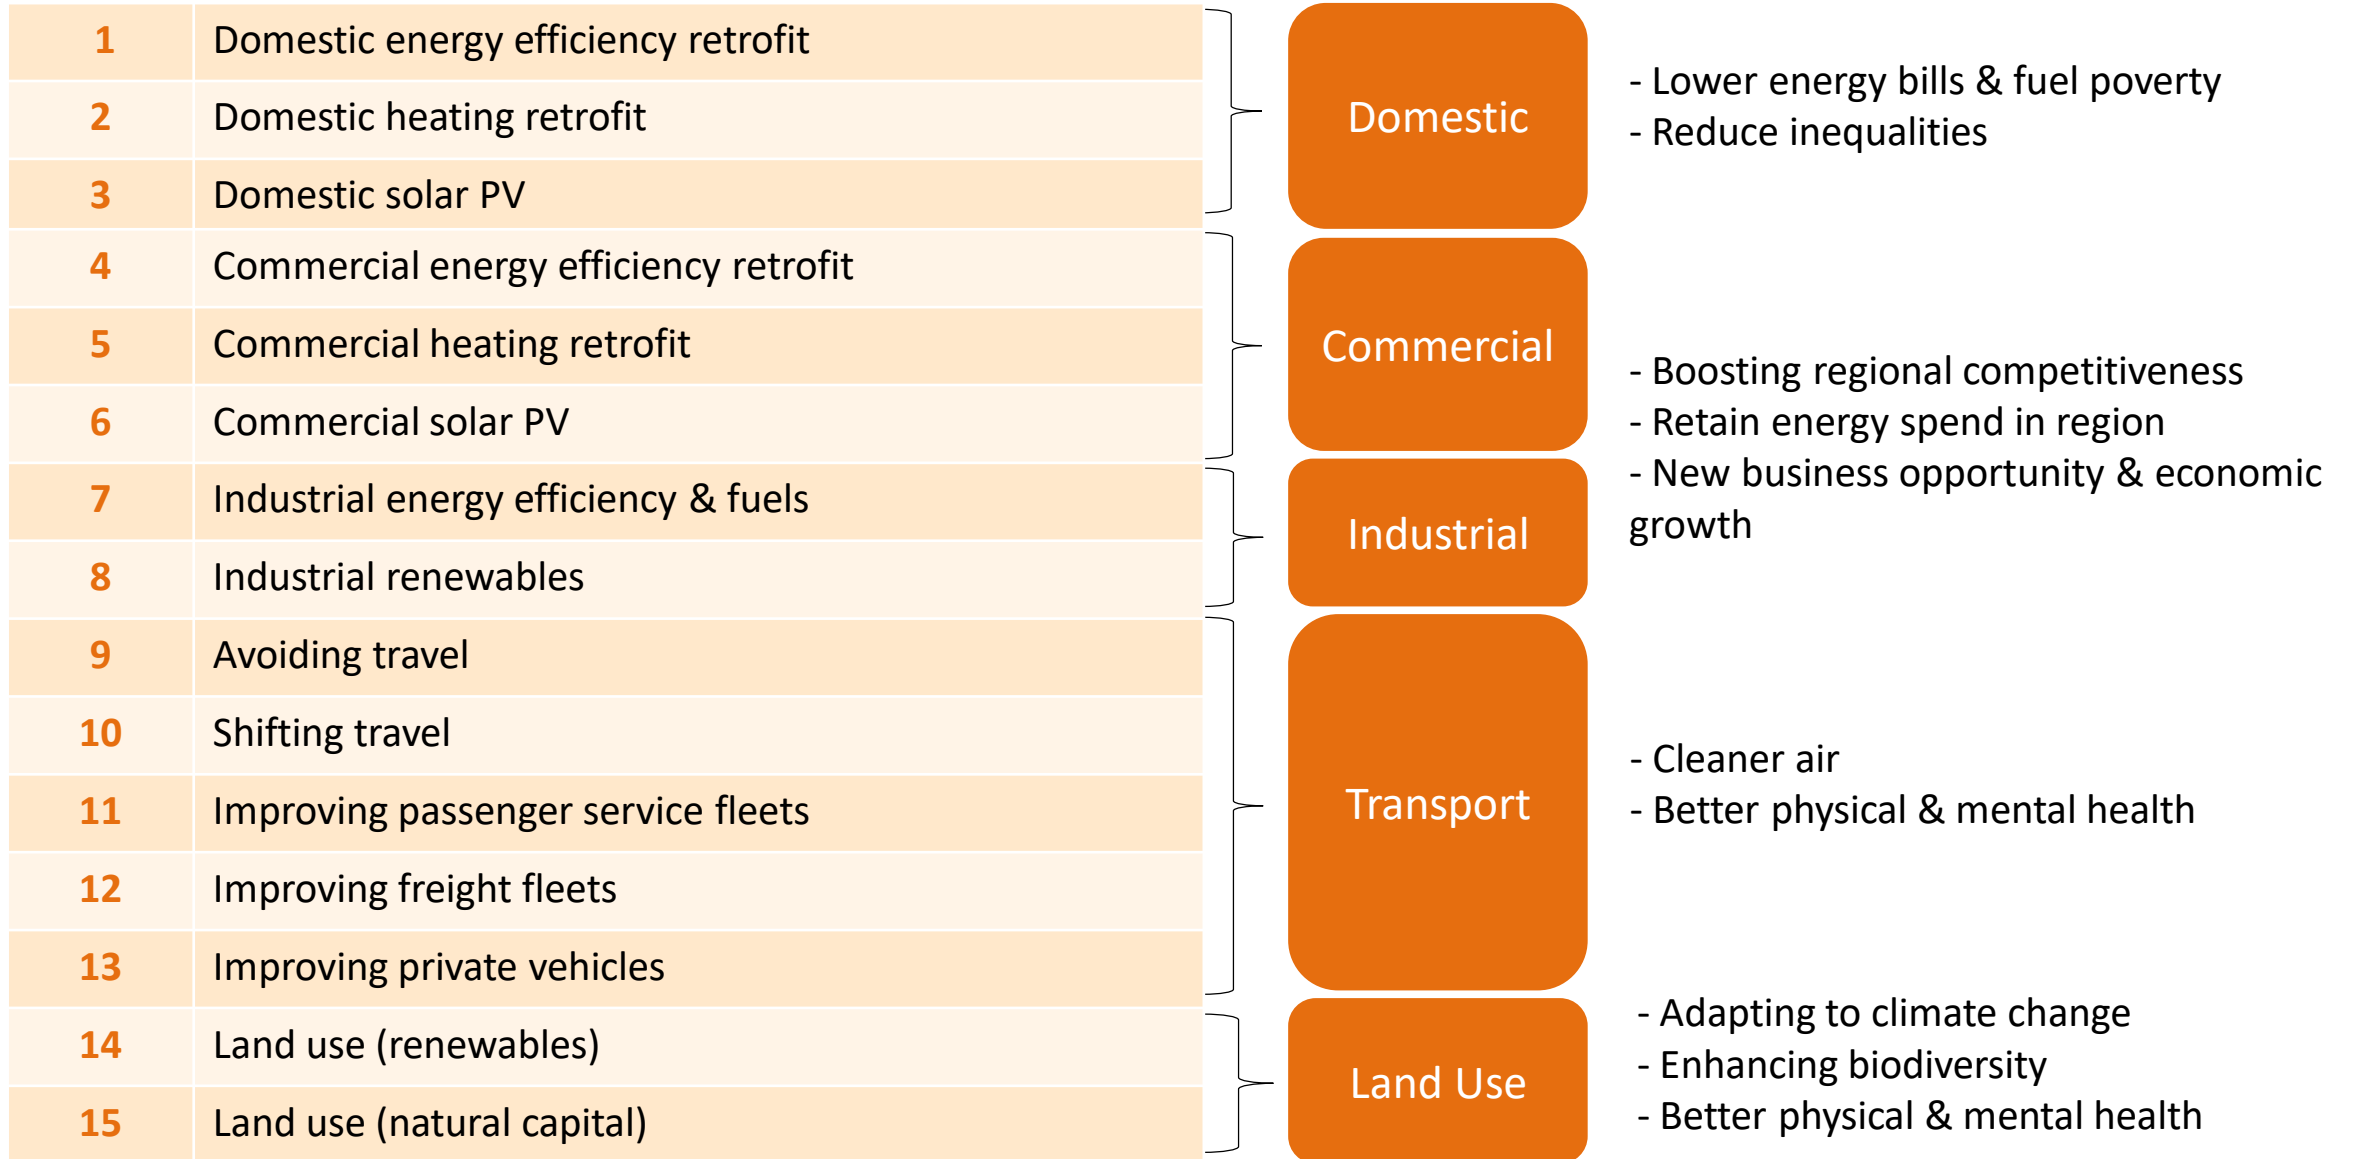 1 Domestic energy efficiency retrofit
2 Domestic heating retrofit
3 Domestic solar PV
4 Commercial energy efficiency retrofit
5 Commercial heating retrofit
6 Commercial solar PV
7 Industrial energy efficiency & fuels
8 Industrial renewables
9 Avoiding travel
10 Shifting travel
11 Improving passenger service fleets
12 Improving freight fleets
13 Improving private vehicles
14 Land use (renewables)
15 Land use (natural capital)
Domestic
- Lower energy bills & fuel poverty
- Reduce inequalities
Commercial
Industrial
- Boosting regional competitiveness
- Retain energy spend in region
- New business opportunity & economic
growth
Transport
- Cleaner air
- Better physical & mental health
Land Use
- Adapting to climate change
- Enhancing biodiversity
- Better physical & mental health